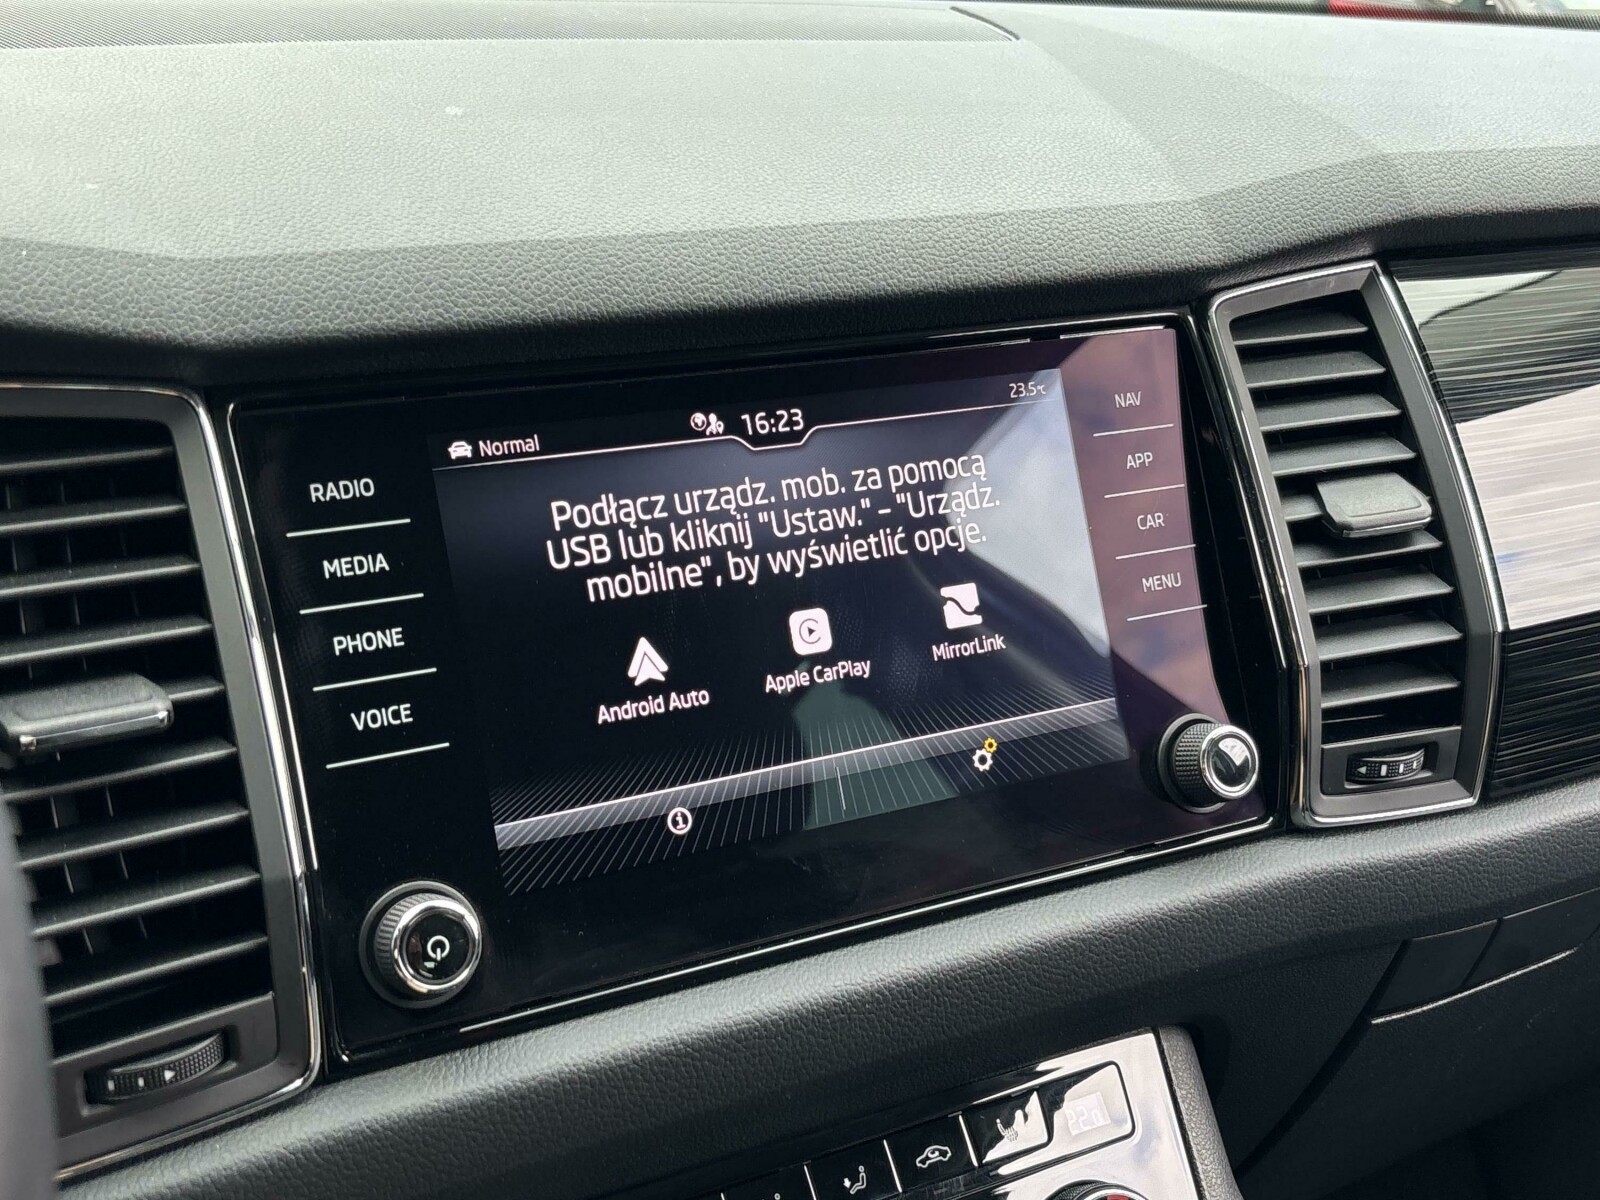 Normal
16:23
23.5°C
RADIO
MEDIA
PHONE
VOICE
Podłącz urządz. mob. za pomocą
USB lub kliknij "Ustaw." – "Urządz.
mobilne", by wyświetlić opcje.
Android Auto
Apple CarPlay
MirrorLink
NAV
APP
CAR
MENU